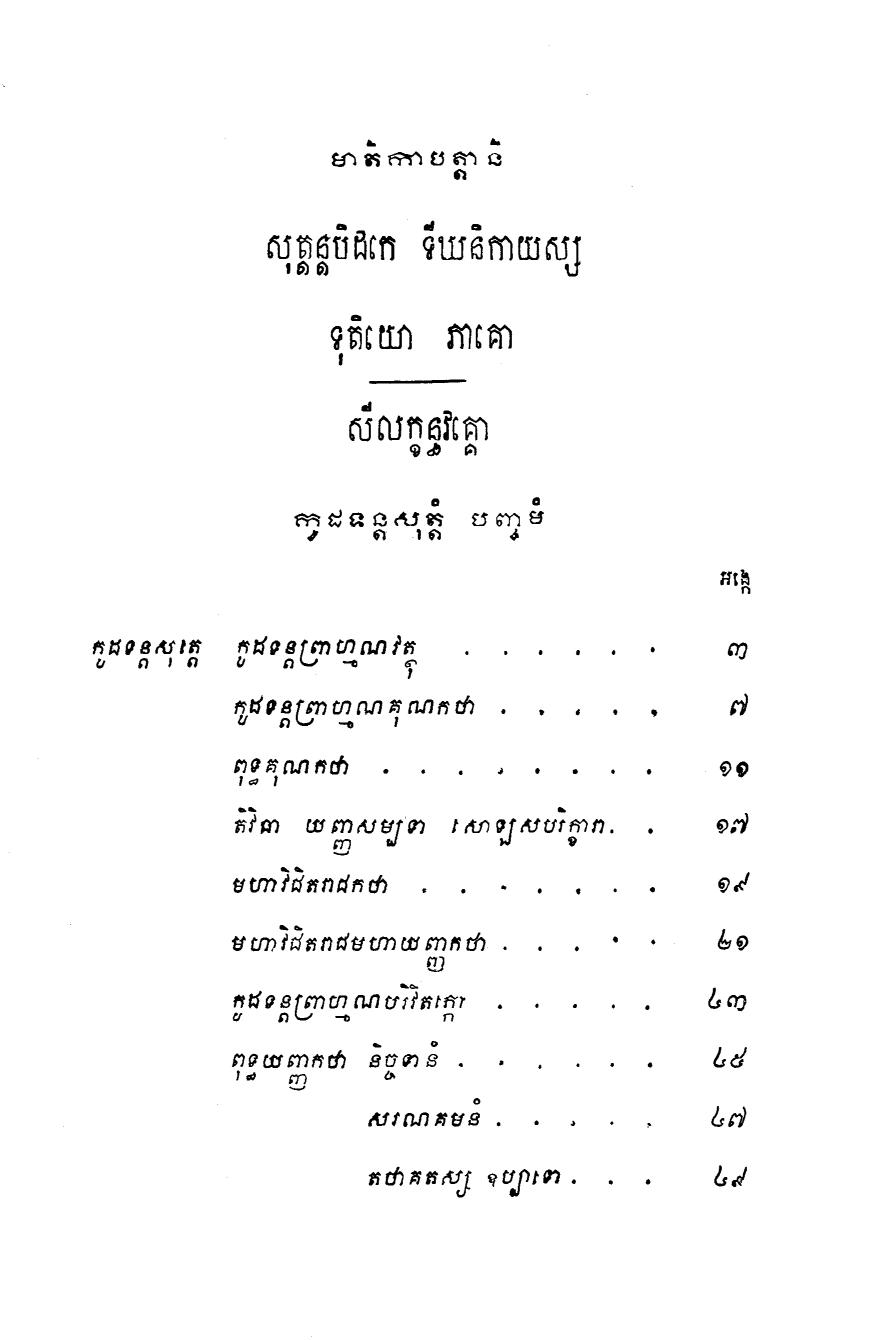 មាតិកាបត្តានិ
សុត្តន្តបិដកេ ទីឃនិកាយស្ស
ទុតិយោ ភាគោ
សីលក្ខន្ធវគ្គោ
កូដទន្តសុត្តំ បញ្ចមំ
អង្កេ
កូដទន្តសុត្តេ កូដទន្តព្រាហ្មណវត្ថុ . . . . . . ៣
កូដទន្តព្រាហ្មណគុណកថា . . . . . ៧
ពុទ្ធគុណកថា . . . . . . . . ១១
តិវិធា យញ្ញសម្បទា សោឡសបរិក្ខារា . . ១៧
មហាវិជិតរាជកថា . . . . . . . ១៩
មហាវិជិតរាជមហាយញ្ញកថា . . . . . ២១
កូដទន្តព្រាហ្មណបរិវិតក្កោ . . . . . ៤៣
ពុទ្ធយញ្ញកថា និច្ចទានំ . . . . . . ៤៥
សរណគមនំ . . . . . ៤៧
តថាគតស្ស ឧប្បាទោ . . . ៤៩